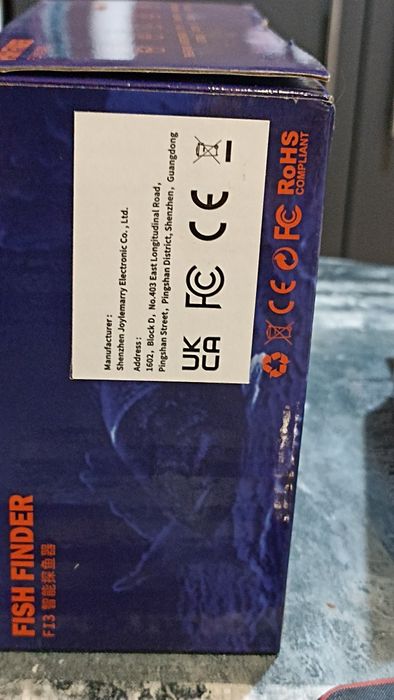 FISH FINDER
FI3 智能探鱼器
Manufacturer:
Shenzhen Joylemarry Electronic Co., Ltd.
Address:
1602, Block D, No.403 East Longitudinal Road,
Pingshan Street, Pingshan District, Shenzhen, Guangdong
UK
CA
FC CE
CE FC RoHS
COMPLIANT